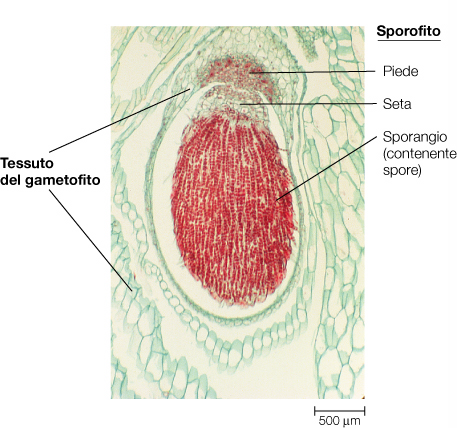 Sporofito
Piede
Seta
Sporangio
(contenente
spore)
Tessuto
del gametofito
500 µm